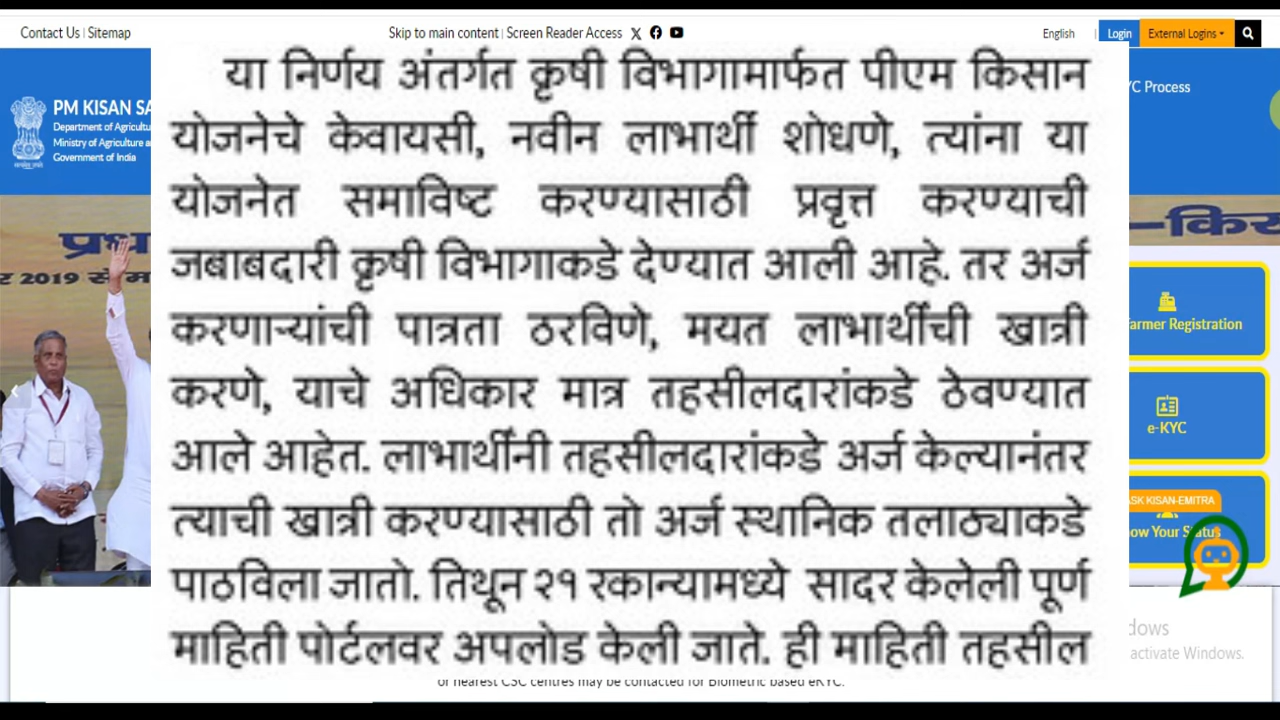 Contact Us | Sitemap
Skip to main content | Screen Reader Access
English
Login
External Logins
PM KISAN SA
Department of Agricultu
Ministry of Agriculture a
Government of India
YC Process
या निर्णय अंतर्गत कृषी विभागामार्फत पीएम किसान
योजनेचे केवायसी, नवीन लाभार्थी शोधणे, त्यांना या
योजनेत समाविष्ट करण्यासाठी प्रवृत्त करण्याची
जबाबदारी कृषी विभागाकडे देण्यात आली आहे. तर अर्ज
करणाऱ्यांची पात्रता ठरविणे, मयत लाभार्थींची खात्री
करणे, याचे अधिकार मात्र तहसीलदारांकडे ठेवण्यात
आले आहेत. लाभार्थींनी तहसीलदारांकडे अर्ज केल्यानंतर
त्याची खात्री करण्यासाठी तो अर्ज स्थानिक तलाठ्याकडे
पाठविला जातो. तिथून २१ रकान्यामध्ये सादर केलेली पूर्ण
माहिती पोर्टलवर अपलोड केली जाते. ही माहिती तहसील
प्रध
र 2019 से
–किस
armer Registration
e-KYC
ASK KISAN-EMITRA
ow Your Status
dows
activate Windows.
or nearest CSC centres may be contacted for Biometric based eKYC.